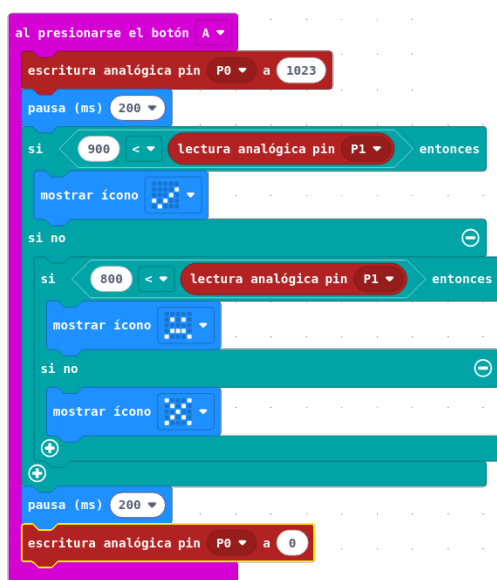 al presionarse el botón A
escritura analógica pin P0 a 1023
pausa (ms) 200
si 900 < lectura analógica pin P1 entonces
mostrar ícono
si no
si 800 < lectura analógica pin P1 entonces
mostrar ícono
si no
mostrar ícono
pausa (ms) 200
escritura analógica pin P0 a 0